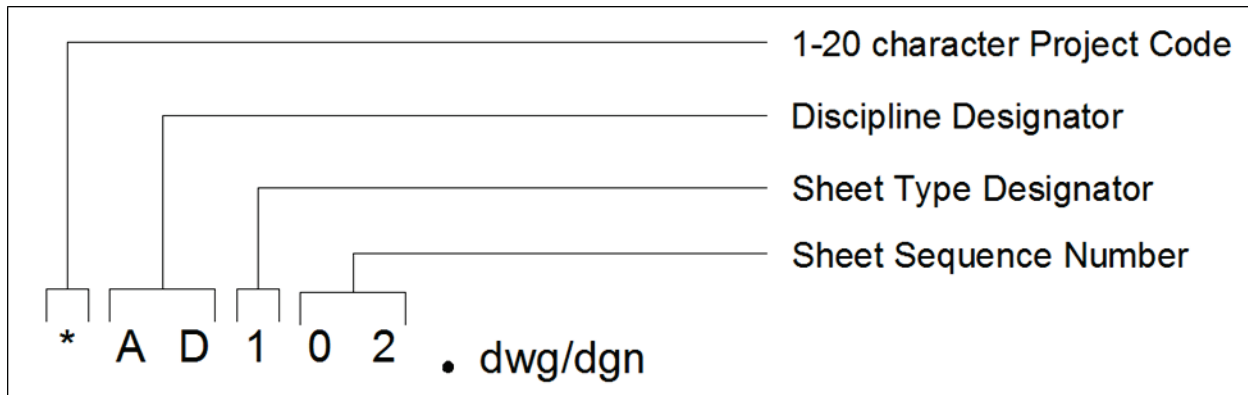 1-20 character Project Code
Discipline Designator
Sheet Type Designator
Sheet Sequence Number
* A D 1 0 2 . dwg/dgn